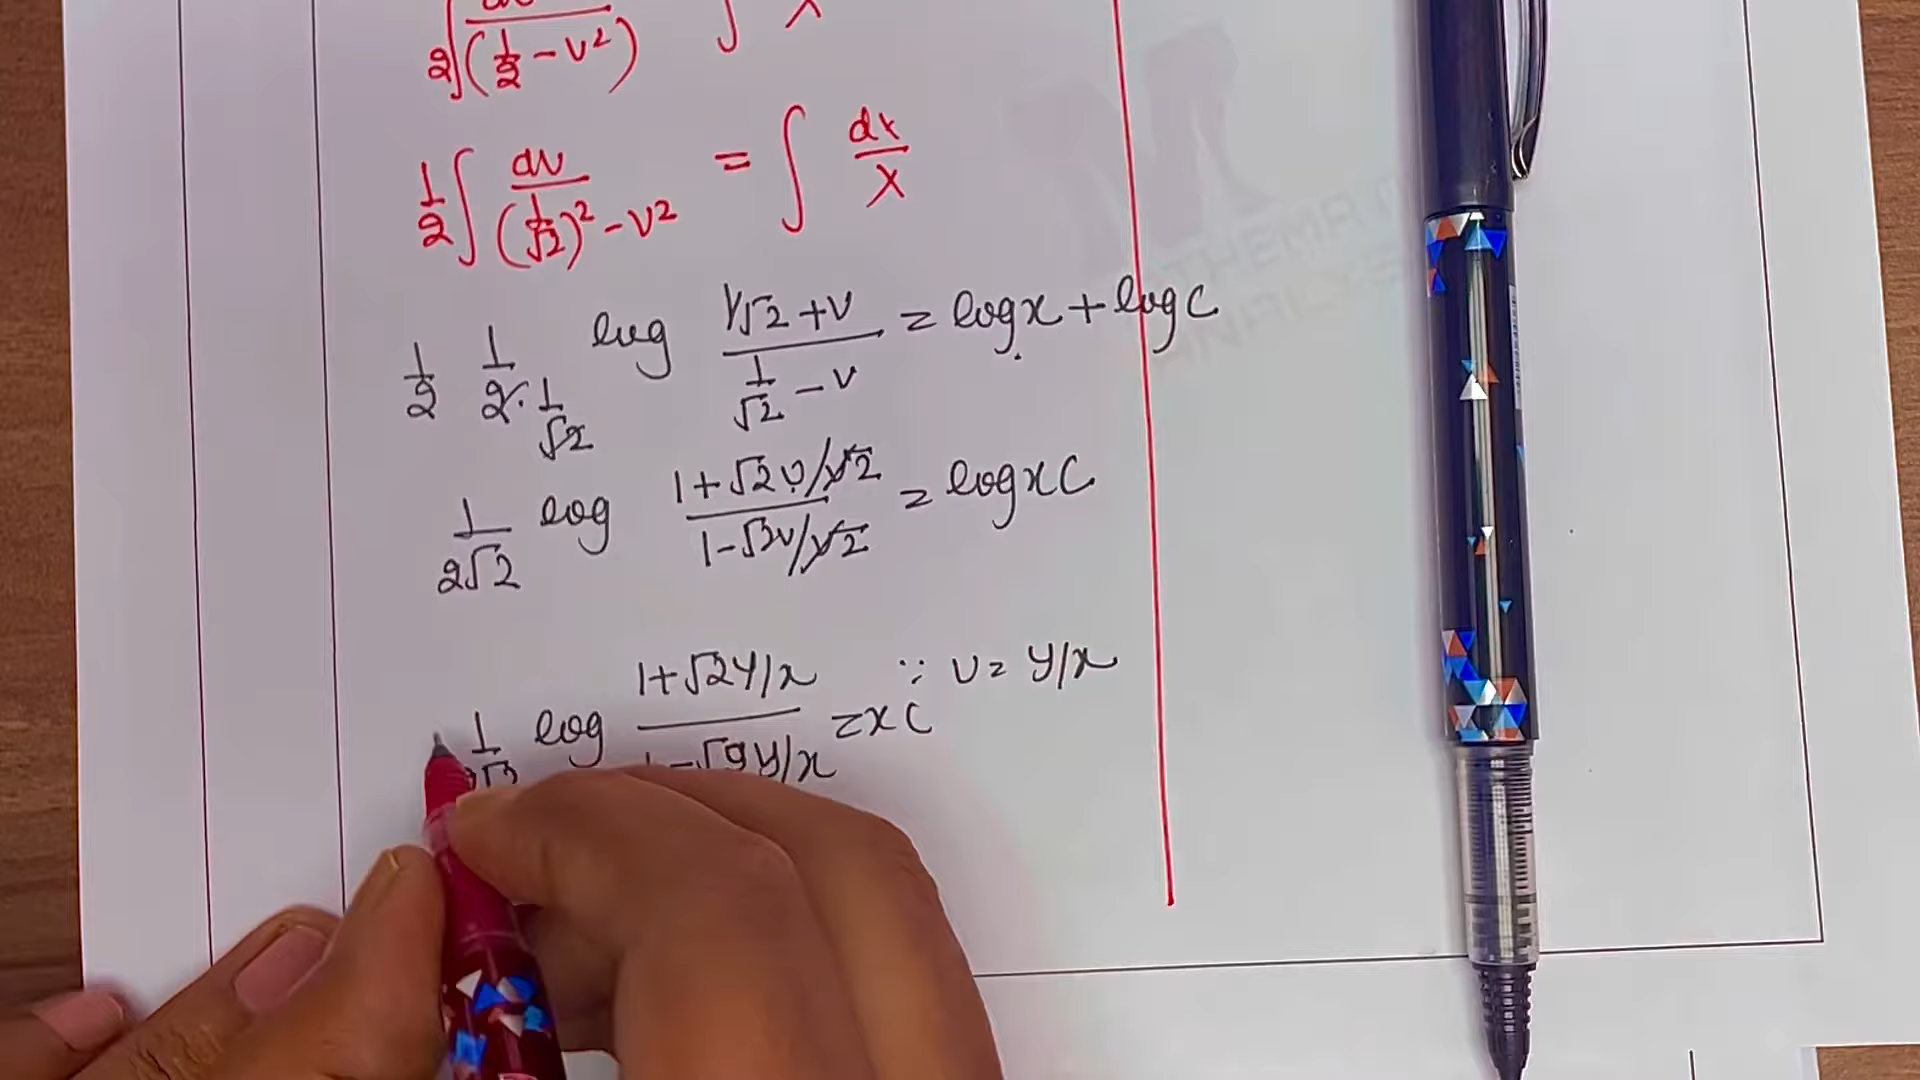 2∫ dv/(1/2 - v²) ∫ x
1/2 ∫ dv/((1/√2)² - v²) = ∫ dx/x
1/2 1/(2·1/√2) log (1/√2 + v)/(1/√2 - v) = log x + log c
1/2√2 log (1+√2v/√2)/(1-√2v/√2) = log xc
1/2√2 log (1+√2y/x)/(1-√2y/x) = xc ∵ v = y/x